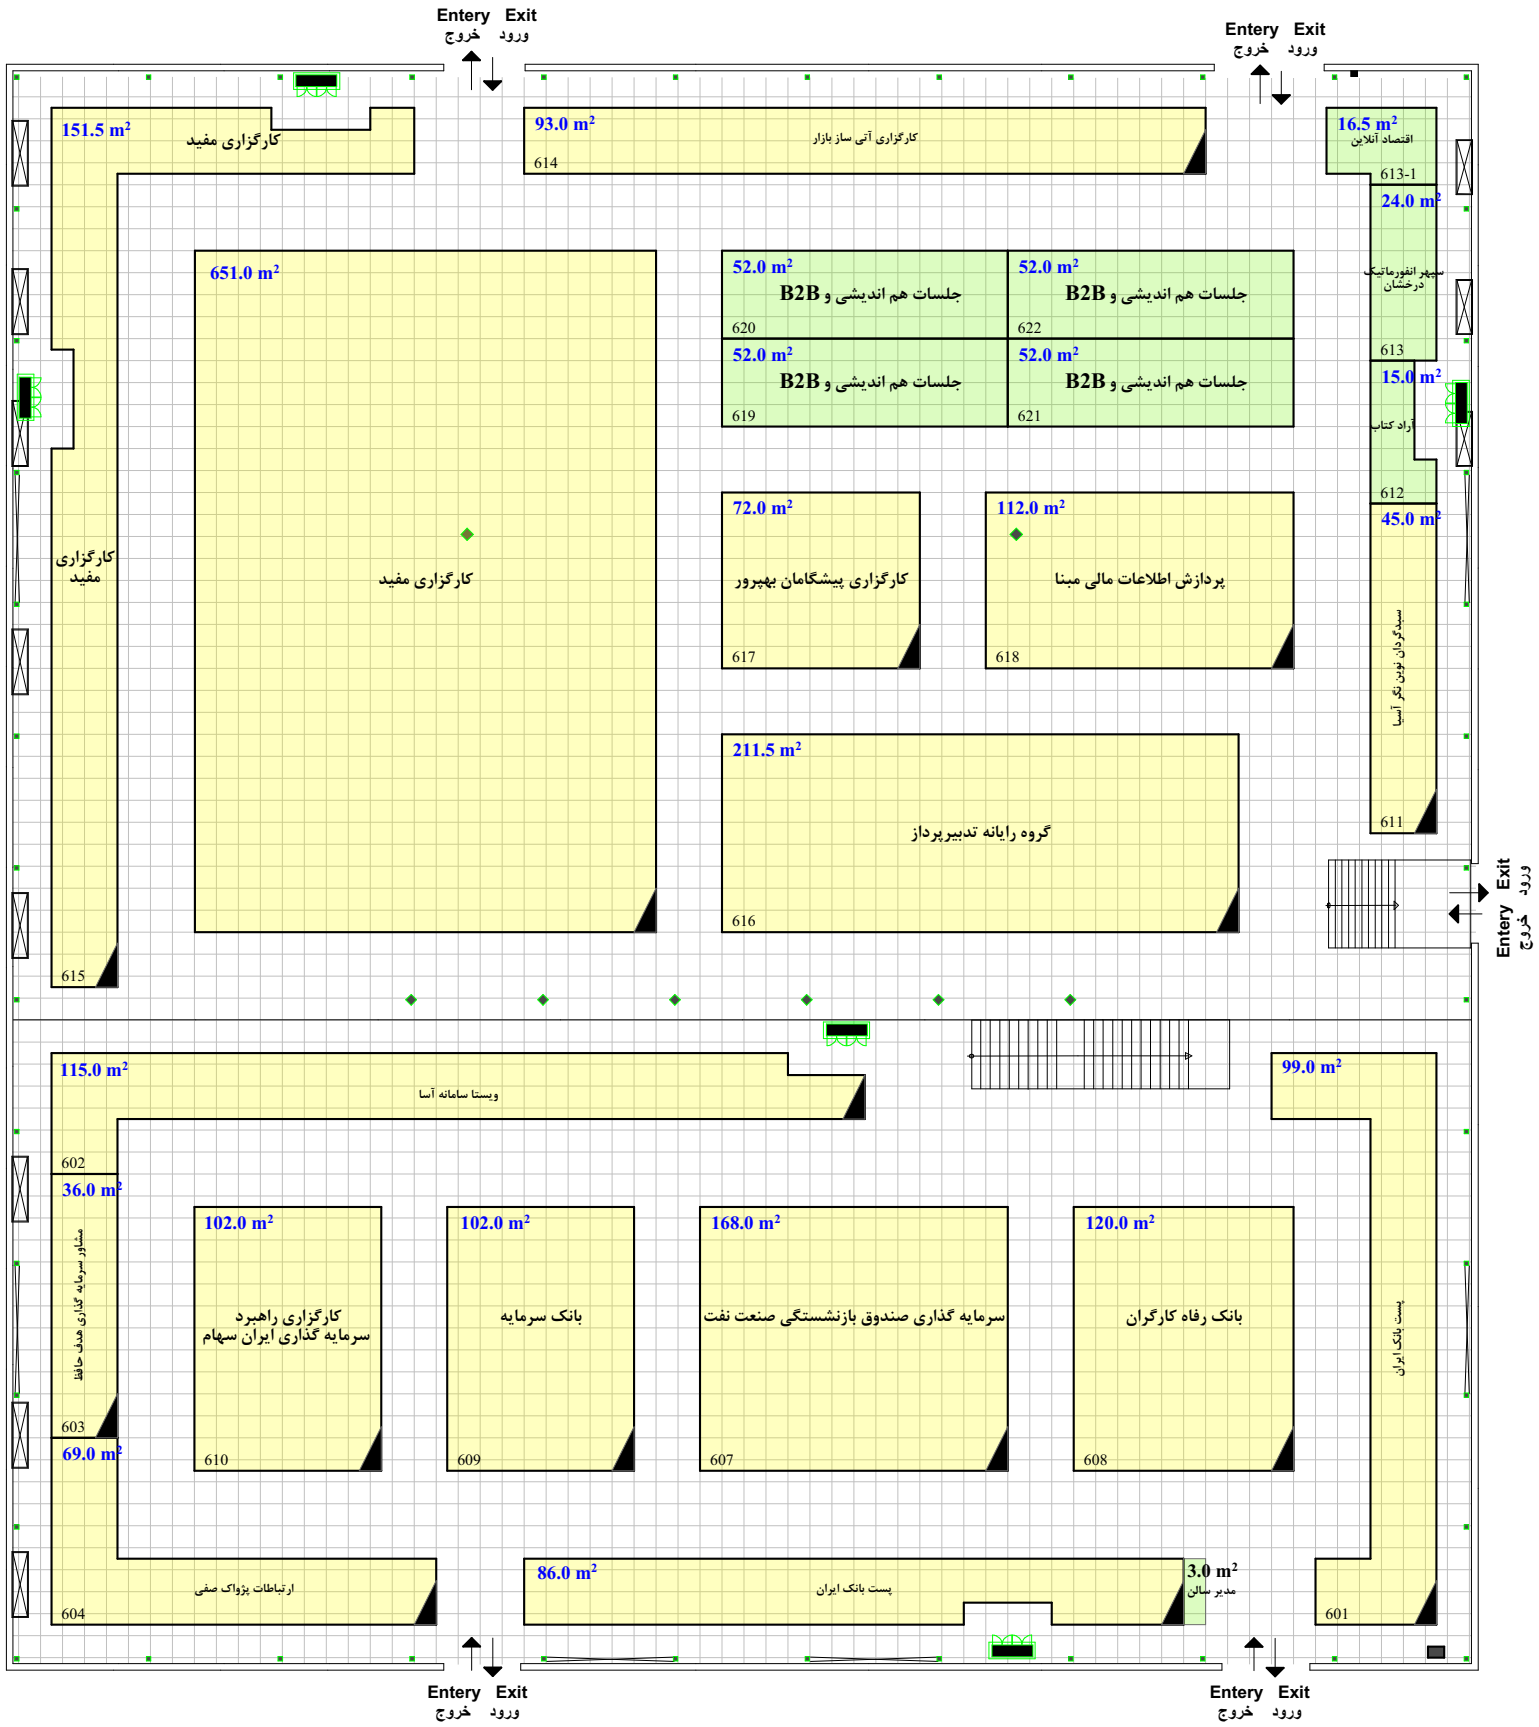 Entery Exit
خروج ورود
Entery Exit
خروج ورود
151.5 m²
کارگزاری مفید
93.0 m²
کارگزاری آتی ساز بازار
614
16.5 m²
اقتصاد آنلاین
613-1
24.0 m²
سپهر انفورماتیک
درخشان
613
651.0 m²
کارگزاری مفید
52.0 m²
جلسات هم اندیشی و B2B
620
52.0 m²
جلسات هم اندیشی و B2B
622
52.0 m²
جلسات هم اندیشی و B2B
619
52.0 m²
جلسات هم اندیشی و B2B
621
15.0 m²
آراد کتاب
612
کارگزاری
مفید
615
72.0 m²
کارگزاری پیشگامان بهپرور
617
112.0 m²
پردازش اطلاعات مالی مبنا
618
45.0 m²
سبدگردان نوین نگر آسیا
611
211.5 m²
گروه رایانه تدبیرپرداز
616
Entery Exit
خروج ورود
115.0 m²
ویستا سامانه آسا
602
99.0 m²
پست بانک ایران
601
36.0 m²
مشاور سرمایه گذاری هدف حافظ
603
102.0 m²
کارگزاری راهبرد
سرمایه گذاری ایران سهام
610
102.0 m²
بانک سرمایه
609
168.0 m²
سرمایه گذاری صندوق بازنشستگی صنعت نفت
607
120.0 m²
بانک رفاه کارگران
608
69.0 m²
ارتباطات پژواک صفی
604
86.0 m²
پست بانک ایران
3.0 m²
مدیر سالن
Entery Exit
خروج ورود
Entery Exit
خروج ورود